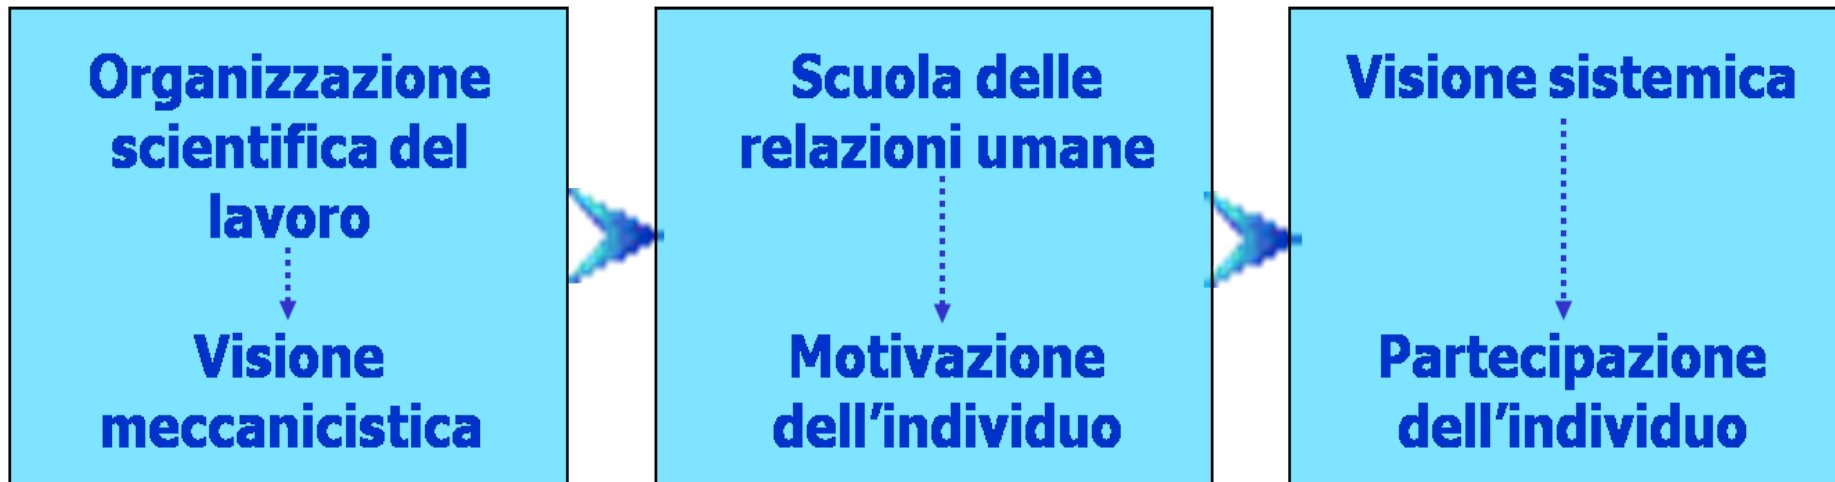 Organizzazione
scientifica del
lavoro
Visione
meccanicistica
Scuola delle
relazioni umane
Motivazione
dell'individuo
Visione sistemica
Partecipazione
dell'individuo